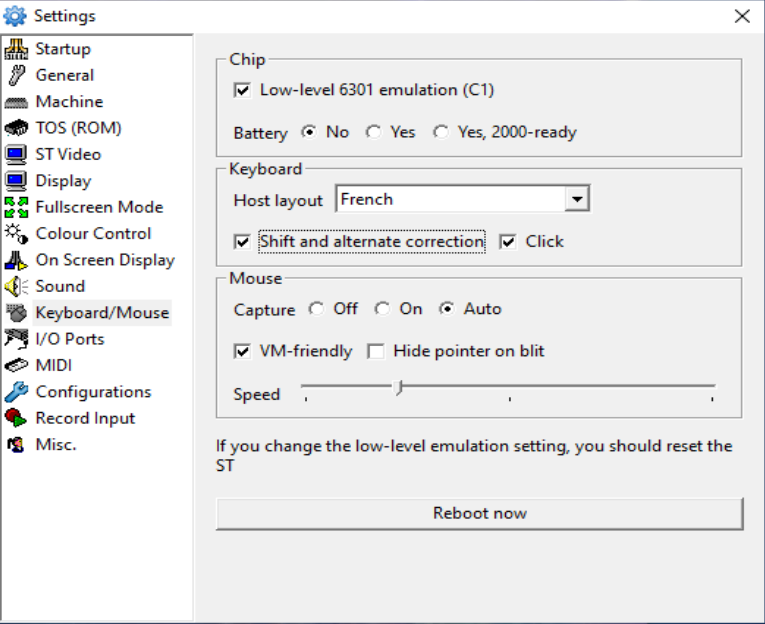 Settings
Startup
General
Machine
TOS (ROM)
ST Video
Display
Fullscreen Mode
Colour Control
On Screen Display
Sound
Keyboard/Mouse
I/O Ports
MIDI
Configurations
Record Input
Misc.
Chip
Low-level 6301 emulation (C1)
Battery No Yes Yes, 2000-ready
Keyboard
Host layout French
Shift and alternate correction Click
Mouse
Capture Off On Auto
VM-friendly Hide pointer on blit
Speed
If you change the low-level emulation setting, you should reset the
ST
Reboot now